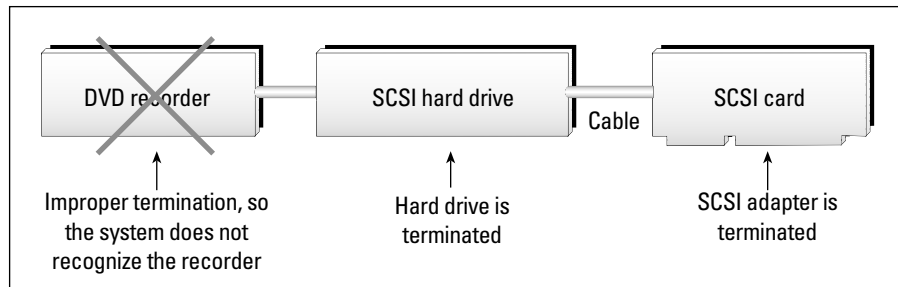 DVD recorder
SCSI hard drive
Cable
SCSI card
Improper termination, so
the system does not
recognize the recorder
Hard drive is
terminated
SCSI adapter is
terminated